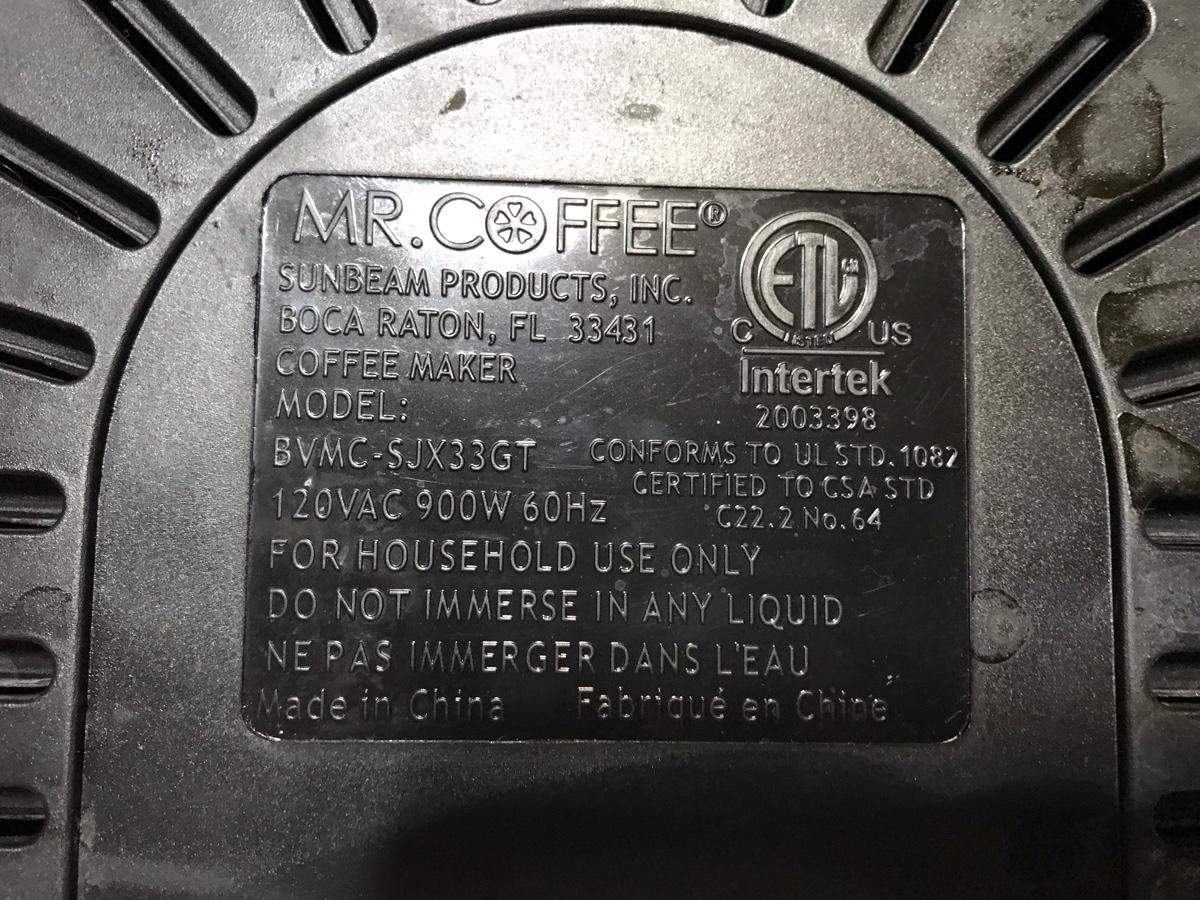 MR. COFFEE®
SUNBEAM PRODUCTS, INC.
BOCA RATON, FL 33431
COFFEE MAKER
MODEL:
BVMC-SJX33GT
120VAC 900W 60Hz
ETL CM
LISTED
C US
Intertek
2003398
CONFORMS TO UL STD.1082
CERTIFIED TO CSA STD
C22.2 No.64
FOR HOUSEHOLD USE ONLY
DO NOT IMMERSE IN ANY LIQUID
NE PAS IMMERGER DANS L'EAU
Made in China Fabriqué en Chine